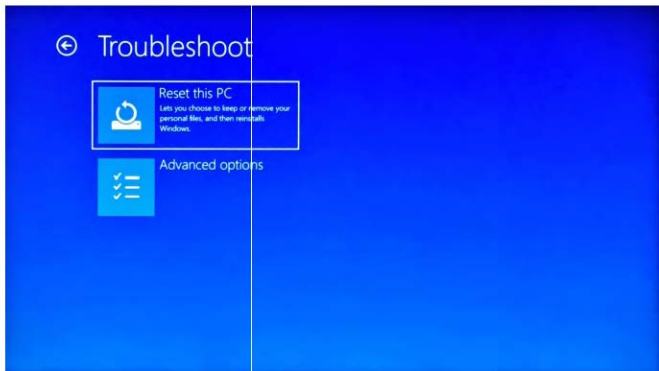 Troubleshoot
Reset this PC
Lets you choose to keep or remove your
personal files, and then reinstalls
Windows.
Advanced options